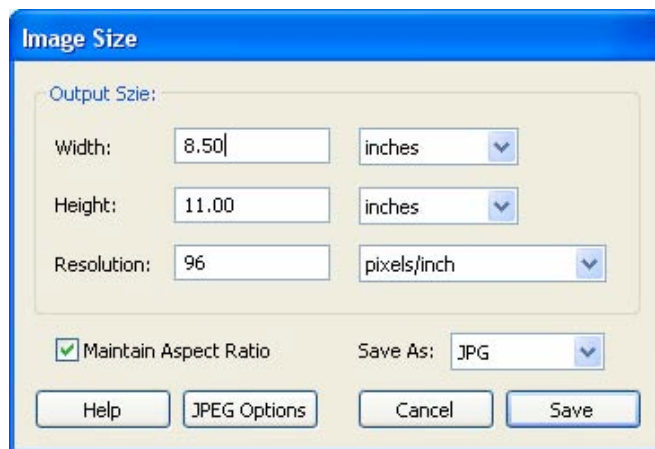 Image Size
Output Szie:
Width: 8.50 inches
Height: 11.00 inches
Resolution: 96 pixels/inch
Maintain Aspect Ratio Save As: JPG
Help JPEG Options Cancel Save